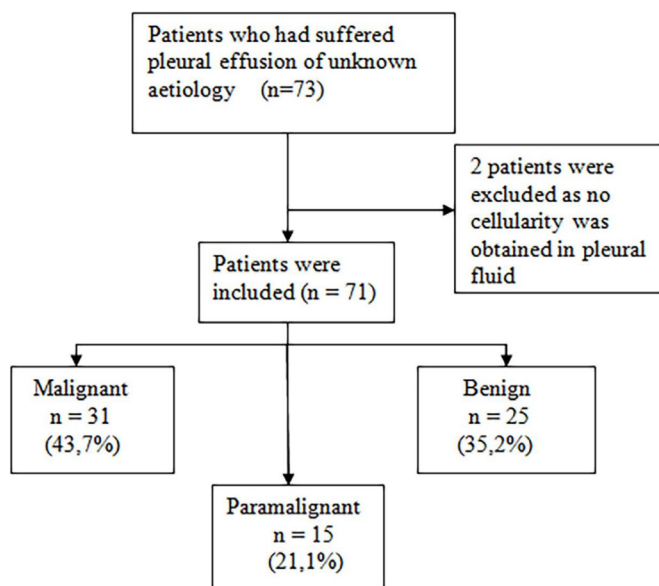 Patients who had suffered
pleural effusion of unknown
aetiology (n=73)
2 patients were
excluded as no
cellularity was
obtained in pleural
fluid
Patients were
included (n = 71)
Malignant
n = 31
(43,7%)
Benign
n = 25
(35,2%)
Paramalignant
n = 15
(21,1%)